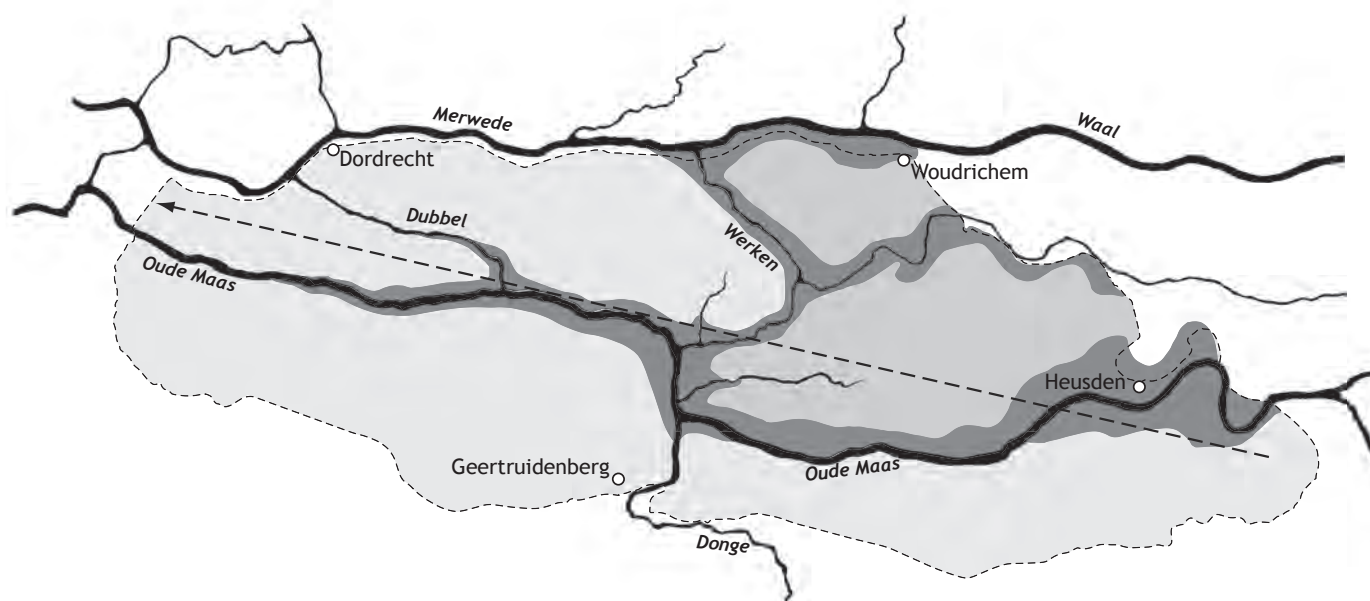 Merwede
Waal
Dordrecht
Woudrichem
Dubbel
Werken
Oude Maas
Heusden
Geertruidenberg
Oude Maas
Donge